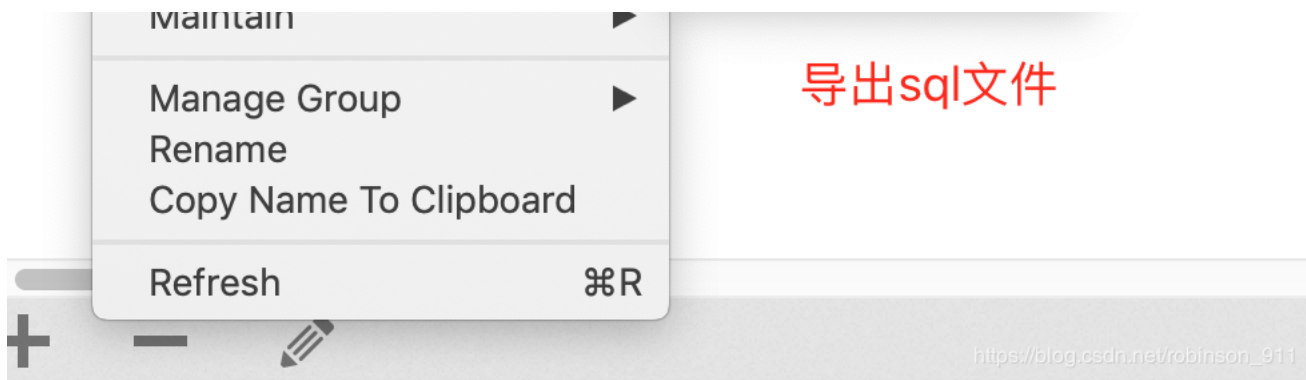 Maintain ▶
Manage Group ▶
导出sql文件
Rename
Copy Name To Clipboard
Refresh ⌘R
https://blog.csdn.net/robinson_911